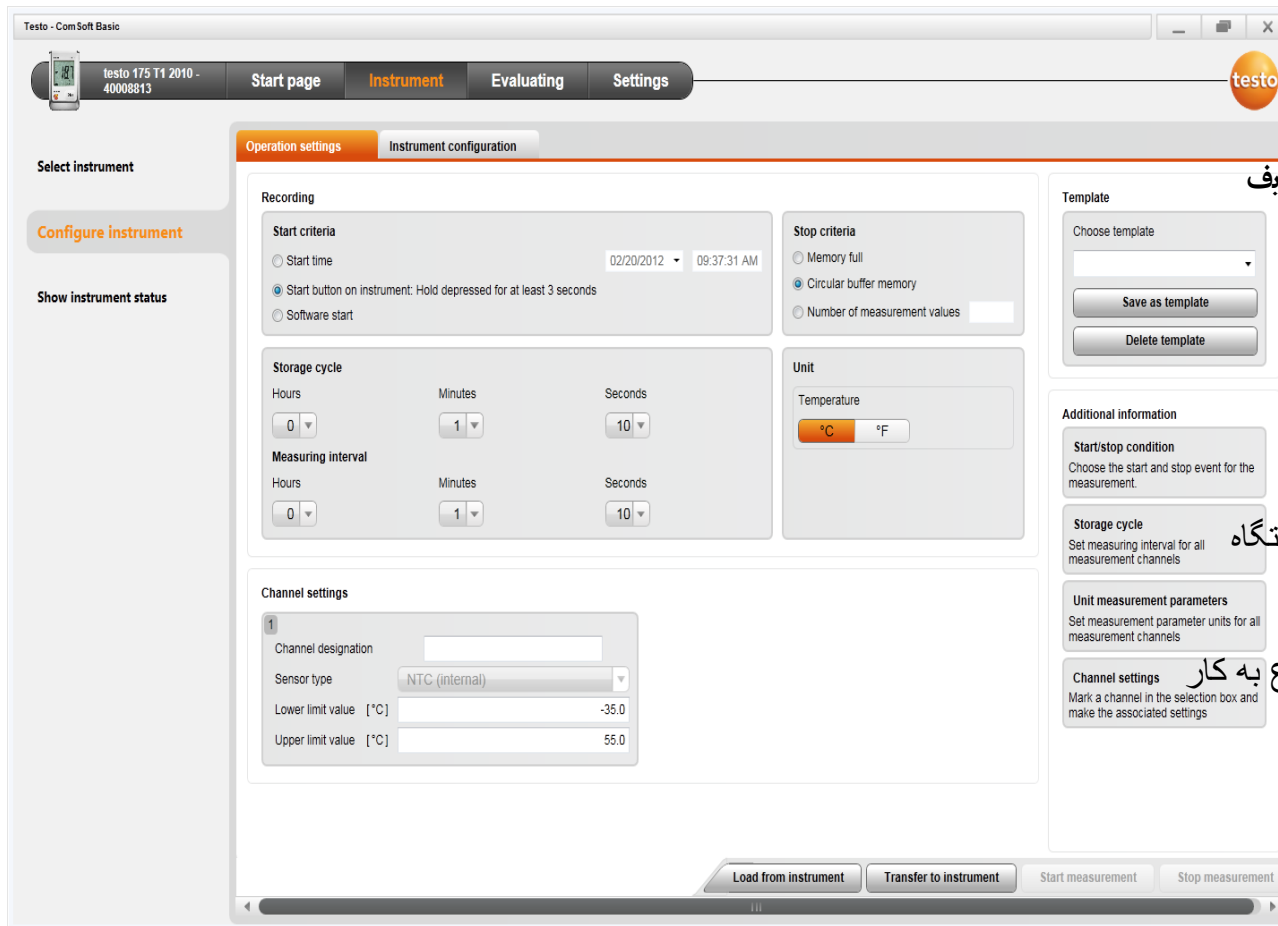 Testo - ComSoft Basic
testo 175 T1 2010 -
40008813
Start page
Instrument
Evaluating
Settings
testo
Select instrument
Configure instrument
Show instrument status
Operation settings
Instrument configuration
Recording
Start criteria
Start time
02/20/2012
09:37:31 AM
Start button on instrument: Hold depressed for at least 3 seconds
Software start
Stop criteria
Memory full
Circular buffer memory
Number of measurement values
Storage cycle
Hours
Minutes
Seconds
0
1
10
Measuring interval
Hours
Minutes
Seconds
0
1
10
Unit
Temperature
°C
°F
Channel settings
1
Channel designation
Sensor type
NTC (internal)
Lower limit value [°C]
-35.0
Upper limit value [°C]
55.0
Template
Choose template
Save as template
Delete template
Additional information
Start/stop condition
Choose the start and stop event for the
measurement.
Storage cycle
Set measuring interval for all
measurement channels
Unit measurement parameters
Set measurement parameter units for all
measurement channels
به کار
Channel settings
Mark a channel in the selection box and
make the associated settings
Load from instrument
Transfer to instrument
Start measurement
Stop measurement